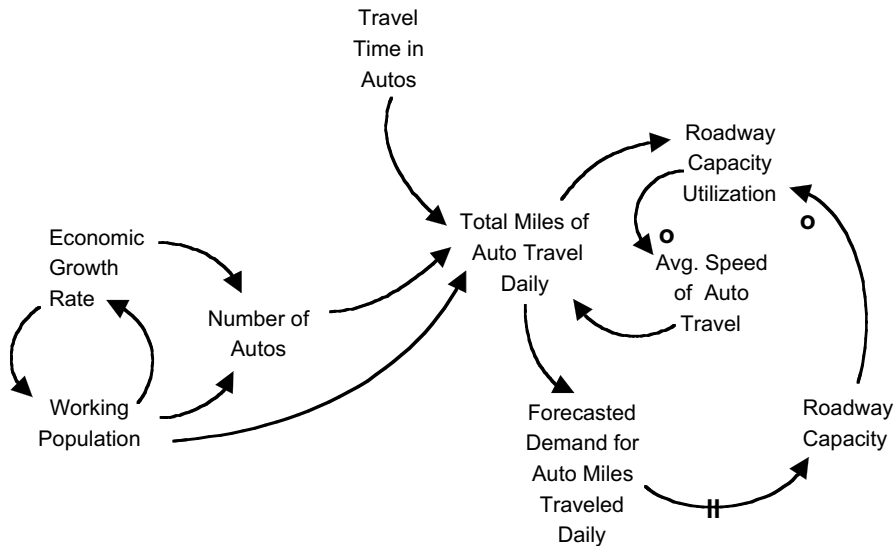 Travel
Time in
Autos
Roadway
Capacity
Utilization
Total Miles of
Auto Travel
Daily
o
o
Avg. Speed
of Auto
Travel
Economic
Growth
Rate
Number of
Autos
Working
Population
Forecasted
Demand for
Auto Miles
Traveled
Daily
Roadway
Capacity